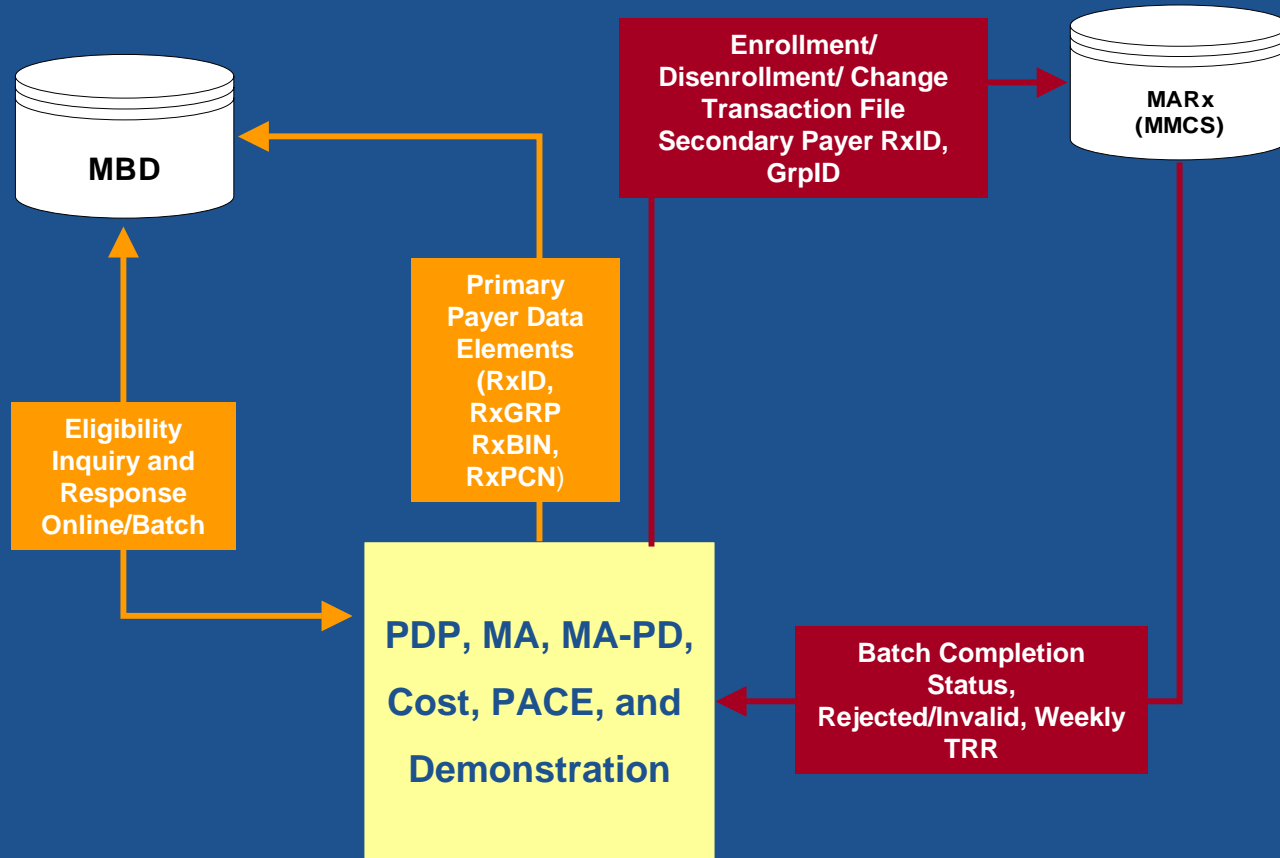 MBD
Enrollment/
Disenrollment/ Change
Transaction File
Secondary Payer RxID,
GrpID
MARx
(MMCS)
Primary
Payer Data
Elements
(RxID,
RxGRP
RxBIN,
RxPCN)
Eligibility
Inquiry and
Response
Online/Batch
PDP, MA, MA-PD,
Cost, PACE, and
Demonstration
Batch Completion
Status,
Rejected/Invalid, Weekly
TRR